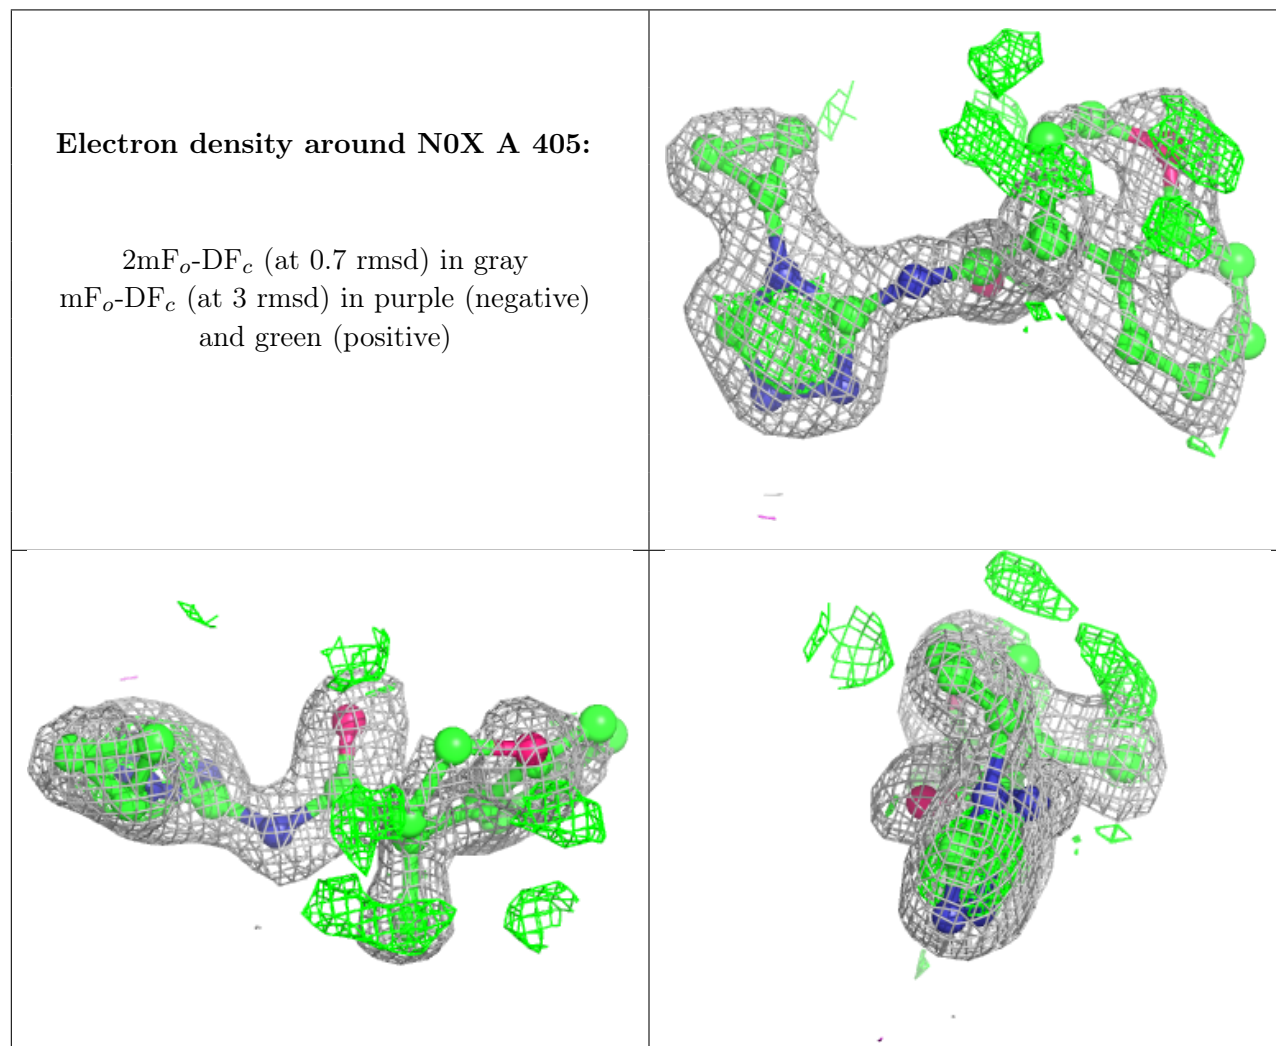 Electron density around N0X A 405:
2mFo-DFc (at 0.7 rmsd) in gray
mFo-DFc (at 3 rmsd) in purple (negative)
and green (positive)